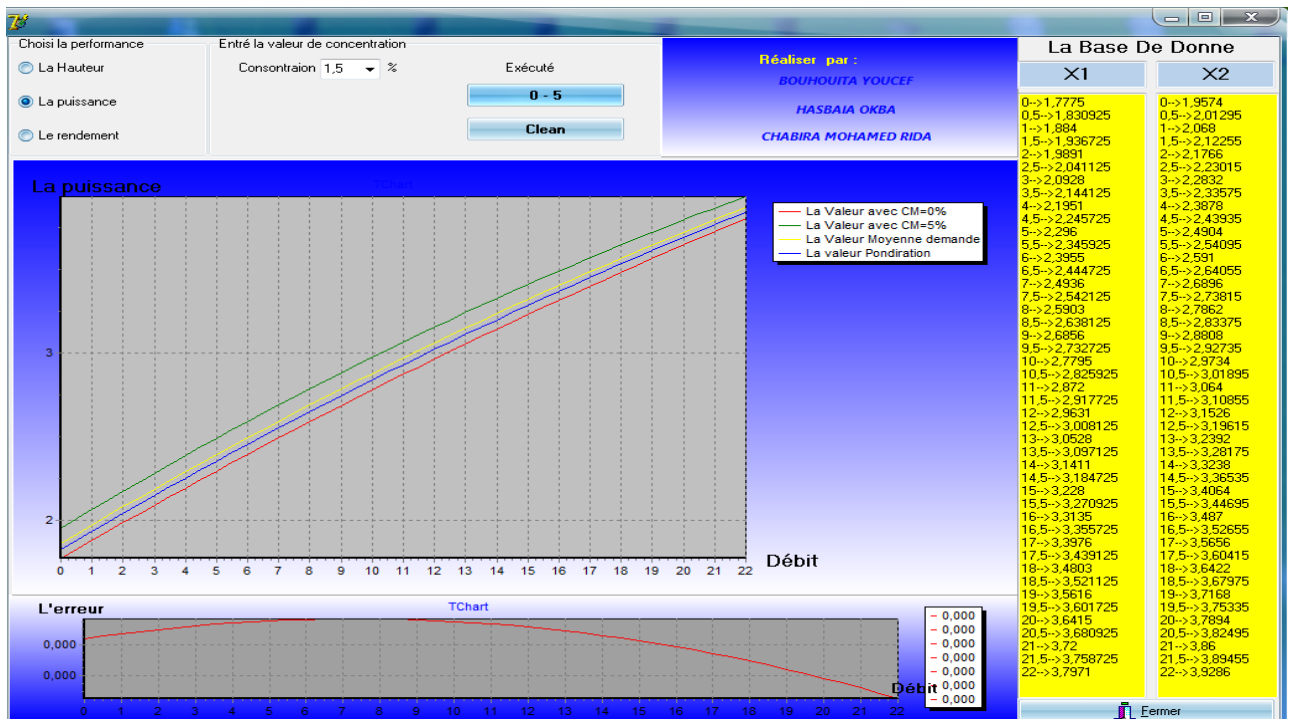 Choisi la performance
La Hauteur
La puissance
Le rendement
Entré la valeur de concentration
Consontraion 1,5 %
Exécuté
0 - 5
Clean
Réaliser par :
BOUHOUITA YOUCEF
HASBAIA OKBA
CHABIRA MOHAMED RIDA
La Base De Donne
X1 X2
0-->1,7775 0-->1,9574
0,5-->1,830925 0,5-->2,01295
1-->1,884 1-->2,068
1,5-->1,936725 1,5-->2,12255
2-->1,9891 2-->2,1766
2,5-->2,041125 2,5-->2,23015
3-->2,0928 3-->2,2832
3,5-->2,144125 3,5-->2,33575
4-->2,1951 4-->2,3878
4,5-->2,245725 4,5-->2,43935
5-->2,296 5-->2,4904
5,5-->2,345925 5,5-->2,54095
6-->2,3955 6-->2,591
6,5-->2,444725 6,5-->2,64055
7-->2,4936 7-->2,6896
7,5-->2,542125 7,5-->2,73815
8-->2,5903 8-->2,7862
8,5-->2,638125 8,5-->2,83375
9-->2,6856 9-->2,8808
9,5-->2,732725 9,5-->2,92735
10-->2,7795 10-->2,9734
10,5-->2,825925 10,5-->3,01895
11-->2,872 11-->3,064
11,5-->2,917725 11,5-->3,10855
12-->2,9631 12-->3,1526
12,5-->3,008125 12,5-->3,19615
13-->3,0528 13-->3,2392
13,5-->3,097125 13,5-->3,28175
14-->3,1411 14-->3,3238
14,5-->3,184725 14,5-->3,36535
15-->3,228 15-->3,4064
15,5-->3,270925 15,5-->3,44695
16-->3,3135 16-->3,487
16,5-->3,355725 16,5-->3,52655
17-->3,3976 17-->3,5656
17,5-->3,439125 17,5-->3,60415
18-->3,4803 18-->3,6422
18,5-->3,521125 18,5-->3,67975
19-->3,5616 19-->3,7168
19,5-->3,601725 19,5-->3,75335
20-->3,6415 20-->3,7894
20,5-->3,680925 20,5-->3,82495
21-->3,72 21-->3,86
21,5-->3,758725 21,5-->3,89455
22-->3,7971 22-->3,9286
Fermer
La puissance
TChart
La Valeur avec CM=0%
La Valeur avec CM=5%
La Valeur Moyenne demande
La valeur Pondiration
3
2
0 1 2 3 4 5 6 7 8 9 10 11 12 13 14 15 16 17 18 19 20 21 22
Débit
L'erreur
TChart
0,000
0,000
0,000
0,000
0,000
0,000
0,000
0,000
0,000
Débit
0 1 2 3 4 5 6 7 8 9 10 11 12 13 14 15 16 17 18 19 20 21 22